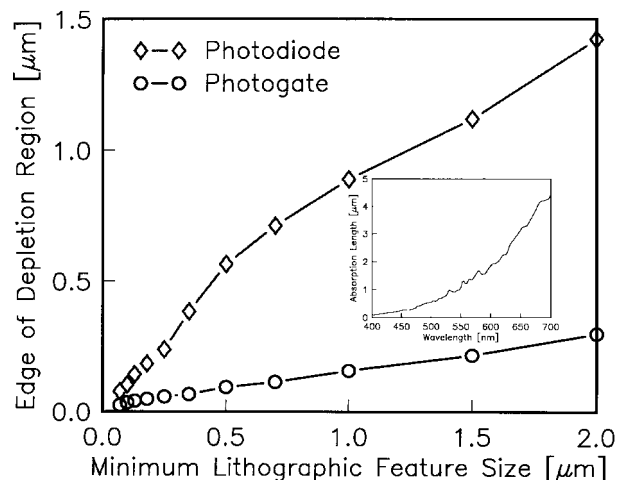 Edge of Depletion Region [μm]
1.5
1.0
0.5
0.0
Photodiode
Photogate
Absorption Length [μm]
5
4
3
2
1
0
400 450 500 550 600 650 700
Wavelength [nm]
0.0 0.5 1.0 1.5 2.0
Minimum Lithographic Feature Size [μm]